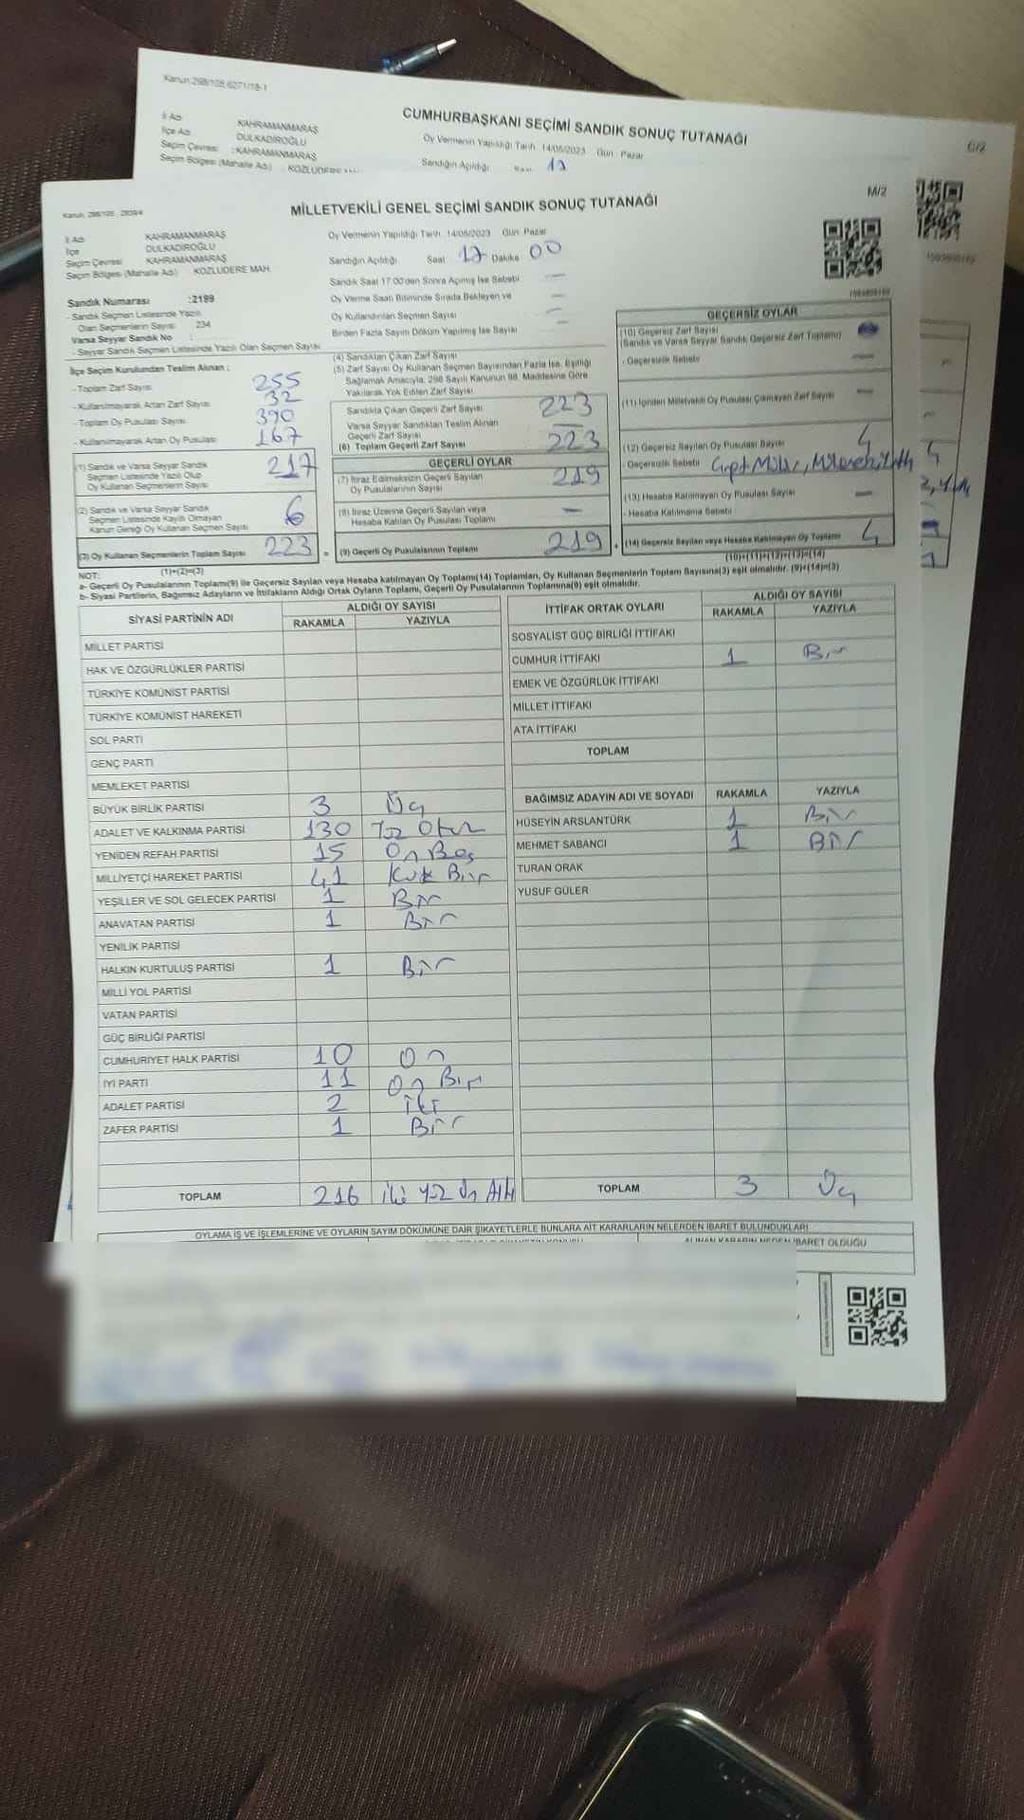 Kanun 298/105,6271/18-1
CUMHURBAŞKANI SEÇİMİ SANDIK SONUÇ TUTANAĞI
C/2
İl Adı KAHRAMANMARAŞ
İlçe Adı DULKADİROĞLU
Seçim Çevresi :KAHRAMANMARAŞ
Seçim Bölgesi (Mahalle Adı)
Oy Vermenin Yapıldığı Tarih 14/05/2023 Gün Pazar
Sandığın Açıldığı
MİLLETVEKİLİ GENEL SEÇİMİ SANDIK SONUÇ TUTANAĞI
M/2
İl Adı KAHRAMANMARAŞ
İlçe DULKADİROĞLU
Seçim Çevresi KAHRAMANMARAŞ
Seçim Bölgesi (Mahalle Adı) KOZLUDERE MAH.
Oy Vermenin Yapıldığı Tarih 14/05/2023 Gün Pazar
Sandığın Açıldığı Saat 17 Dakika 00
Sandık Saat 17:00'den Sonra Açılmış İse Sebebi
Oy Verme Saati Bitiminde Sırada Bekleyen ve
Oy Kullandırılan Seçmen Sayısı
Birden Fazla Sayım Döküm Yapılmış İse Sayısı
Sandık Numarası :2199
- Sandık Seçmen Listesinde Yazılı
Olan Seçmenlerin Sayısı : 234
Varsa Seyyar Sandık No :
- Seyyar Sandık Seçmen Listesinde Yazılı Olan Seçmen Sayısı
İlçe Seçim Kurulundan Teslim Alınan :
- Toplam Zarf Sayısı 255
- Kullanılmayarak Artan Zarf Sayısı 32
- Toplam Oy Pusulası Sayısı 390
- Kullanılmayarak Artan Oy Pusulası 167
(1) Sandık ve Varsa Seyyar Sandık
Seçmen Listesinde Yazılı Olup
Oy Kullanan Seçmenlerin Sayısı 217
(2) Sandık ve Varsa Seyyar Sandık
Seçmen Listesinde Kayıtlı Olmayan
Kanun Gereği Oy Kullanan Seçmen Sayısı 6
(3) Oy Kullanan Seçmenlerin Toplam Sayısı 223
(1)+(2)=(3)
(4) Sandıktan Çıkan Zarf Sayısı
(5) Zarf Sayısı Oy Kullanan Seçmen Sayısından Fazla İse, Eşitliği
Sağlamak Amacıyla, 298 Sayılı Kanunun 98. Maddesine Göre
Yakılarak Yok Edilen Zarf Sayısı
Sandıkta Çıkan Geçerli Zarf Sayısı 223
Varsa Seyyar Sandıktan Teslim Alınan
Geçerli Zarf Sayısı
(6) Toplam Geçerli Zarf Sayısı 223
GEÇERLİ OYLAR
(7) İtiraz Edilmeksizin Geçerli Sayılan
Oy Pusulalarının Sayısı 219
(8) İtiraz Üzerine Geçerli Sayılan veya
Hesaba Katılan Oy Pusulası Toplamı
(9) Geçerli Oy Pusulalarının Toplamı 219
GEÇERSİZ OYLAR
(10) Geçersiz Zarf Sayısı
(Sandık ve Varsa Seyyar Sandık Geçersiz Zarf Toplamı)
- Geçersizlik Sebebi
(11) İçinden Milletvekili Oy Pusulası Çıkmayan Zarf Sayısı
(12) Geçersiz Sayılan Oy Pusulası Sayısı 4
- Geçersizlik Sebebi
(13) Hesaba Katılmayan Oy Pusulası Sayısı
- Hesaba Katılmama Sebebi
(14) Geçersiz Sayılan veya Hesaba Katılmayan Oy Toplamı 4
(10)+(11)+(12)+(13)=(14)
NOT:
a- Geçerli Oy Pusulalarının Toplamı(9) ile Geçersiz Sayılan veya Hesaba katılmayan Oy Toplamı(14) Toplamları, Oy Kullanan Seçmenlerin Toplam Sayısına(3) eşit olmalıdır. (9)+(14)=(3)
b- Siyasi Partilerin, Bağımsız Adayların ve İttifakların Aldığı Ortak Oyların Toplamı, Geçerli Oy Pusulalarının Toplamına(9) eşit olmalıdır.
SİYASİ PARTİNİN ADI ALDIĞI OY SAYISI
RAKAMLA YAZIYLA
MİLLET PARTİSİ
HAK VE ÖZGÜRLÜKLER PARTİSİ
TÜRKİYE KOMÜNİST PARTİSİ
TÜRKİYE KOMÜNİST HAREKETİ
SOL PARTİ
GENÇ PARTİ
MEMLEKET PARTİSİ
BÜYÜK BİRLİK PARTİSİ 3 Üç
ADALET VE KALKINMA PARTİSİ 130 Yüz Otuz
YENİDEN REFAH PARTİSİ 15 On Beş
MİLLİYETÇİ HAREKET PARTİSİ 41 Kırk Bir
YEŞİLLER VE SOL GELECEK PARTİSİ 1 Bir
ANAVATAN PARTİSİ 1 Bir
YENİLİK PARTİSİ
HALKIN KURTULUŞ PARTİSİ 1 Bir
MİLLİ YOL PARTİSİ
VATAN PARTİSİ
GÜÇ BİRLİĞİ PARTİSİ
CUMHURİYET HALK PARTİSİ 10 On
İYİ PARTİ 11 On Bir
ADALET PARTİSİ 2 İki
ZAFER PARTİSİ 1 Bir
TOPLAM 216 iki yüz On Altı
İTTİFAK ORTAK OYLARI ALDIĞI OY SAYISI
RAKAMLA YAZIYLA
SOSYALİST GÜÇ BİRLİĞİ İTTİFAKI
CUMHUR İTTİFAKI 1 Bir
EMEK VE ÖZGÜRLÜK İTTİFAKI
MİLLET İTTİFAKI
ATA İTTİFAKI
TOPLAM
BAĞIMSIZ ADAYIN ADI VE SOYADI RAKAMLA YAZIYLA
HÜSEYİN ARSLANTÜRK 1 Bir
MEHMET SABANCI 1 Bir
TURAN ORAK
YUSUF GÜLER
TOPLAM 3 Üç
OYLAMA İŞ VE İŞLEMLERİNE VE OYLARIN SAYIM DÖKÜMÜNE DAİR ŞİKAYETLERLE BUNLARA AİT KARARLARIN NELERDEN İBARET BULUNDUKLARI
ALINAN KARARIN NEDEN İBARET OLDUĞU